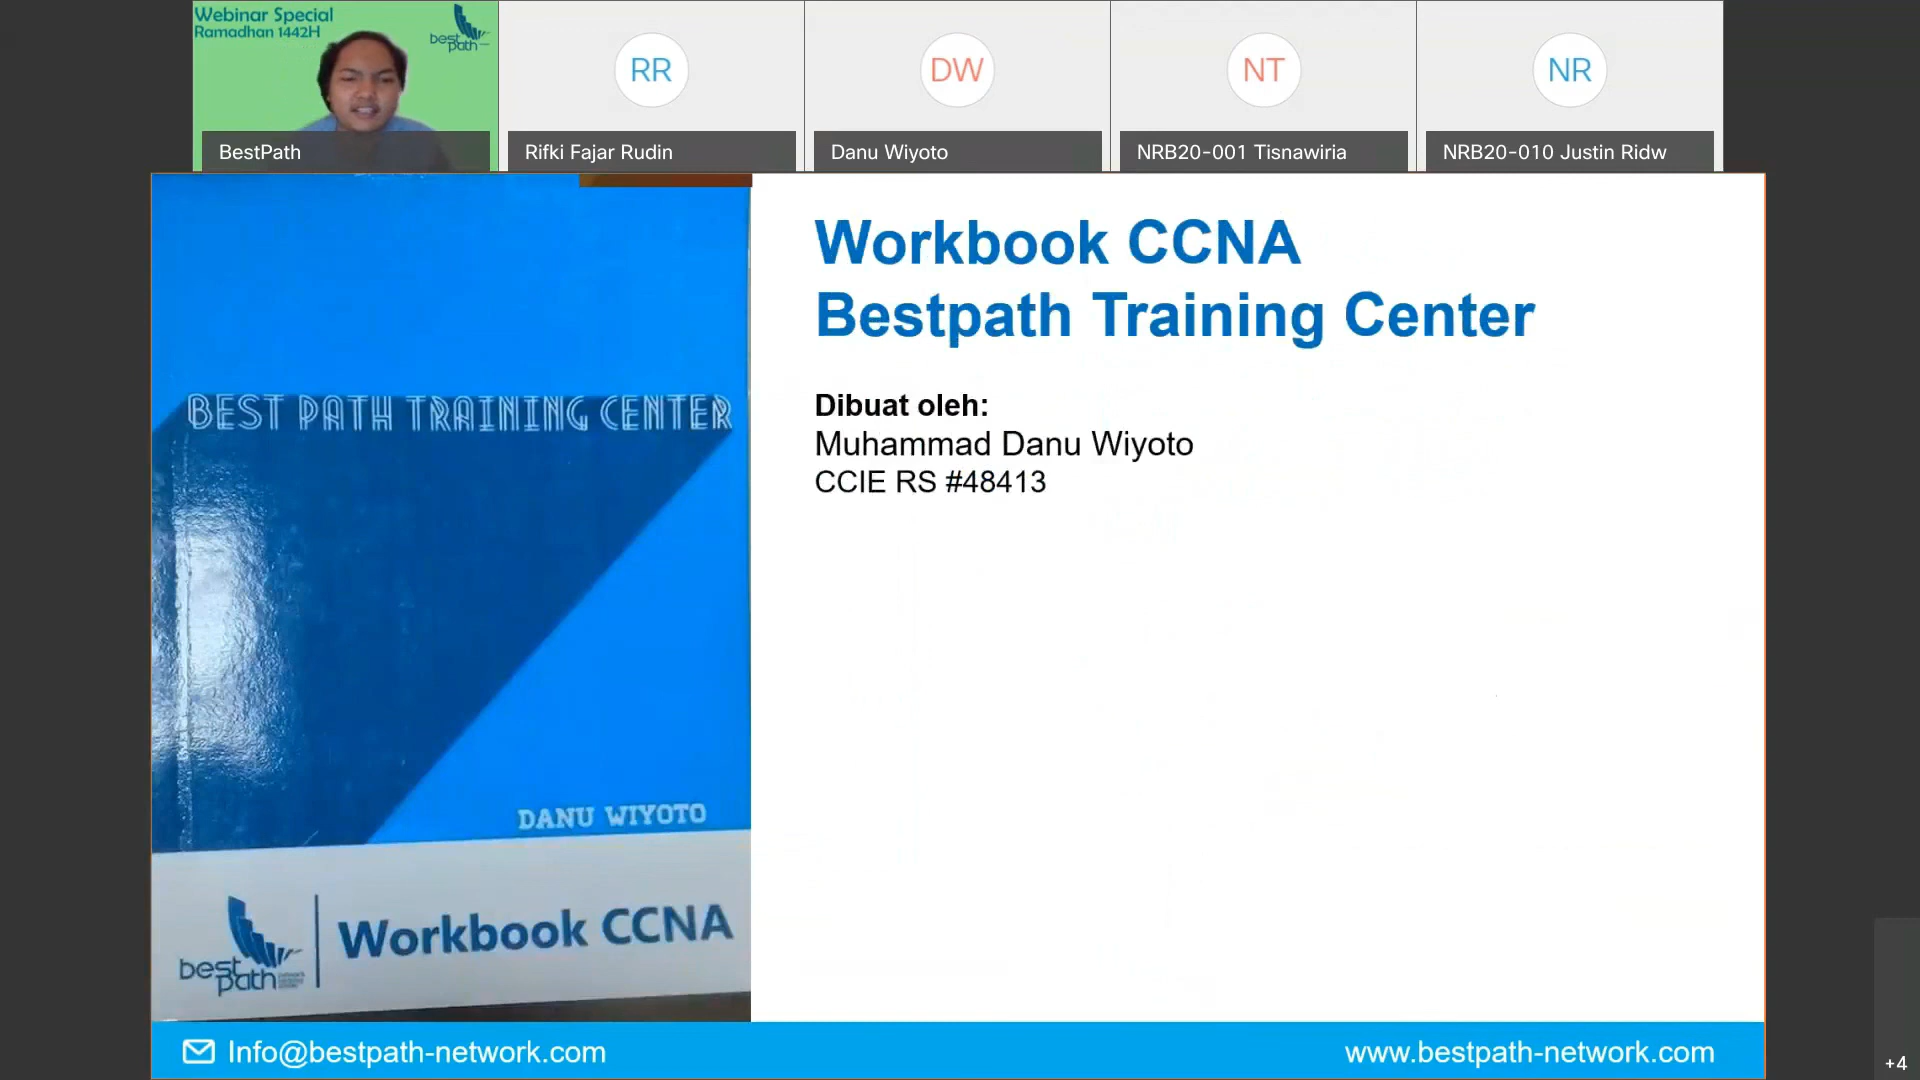 Webinar Special
Ramadhan 1442H
best path
RR
DW
NT
NR
BestPath
Rifki Fajar Rudin
Danu Wiyoto
NRB20-001 Tisnawiria
NRB20-010 Justin Ridw
Workbook CCNA
Bestpath Training Center
Dibuat oleh:
Muhammad Danu Wiyoto
CCIE RS #48413
BEST PATH TRAINING CENTER
DANU WIYOTO
best path
Workbook CCNA
Info@bestpath-network.com
www.bestpath-network.com
+4